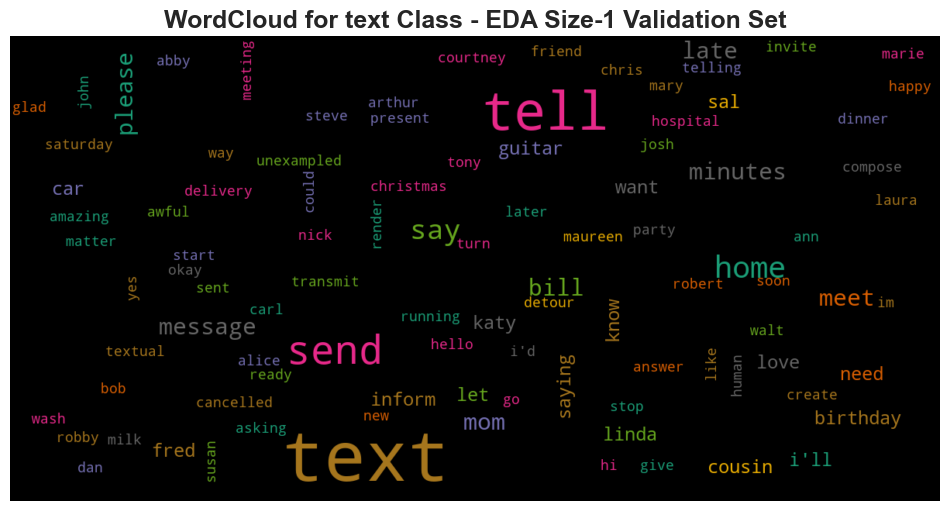 WordCloud for text Class - EDA Size-1 Validation Set
glad
john
please
abby
meeting
courtney
friend
chris
late
telling
invite
marie
mary
happy
saturday
way
steve
arthur
present
tell
guitar
sal
hospital
josh
dinner
unexampled
tony
minutes
compose
car
delivery
could
christmas
want
laura
amazing
awful
render
later
matter
nick
say
turn
maureen
party
ann
start
okay
yes
sent
transmit
bill
detour
home
robert
soon
meet
im
message
carl
running
katy
know
walt
textual
alice
send
hello
i'd
ready
saying
answer
like
human
love
need
bob
cancelled
inform
new
let
go
stop
create
birthday
wash
robby
milk
asking
mom
linda
dan
fred
susan
text
hi
give
cousin
i'll